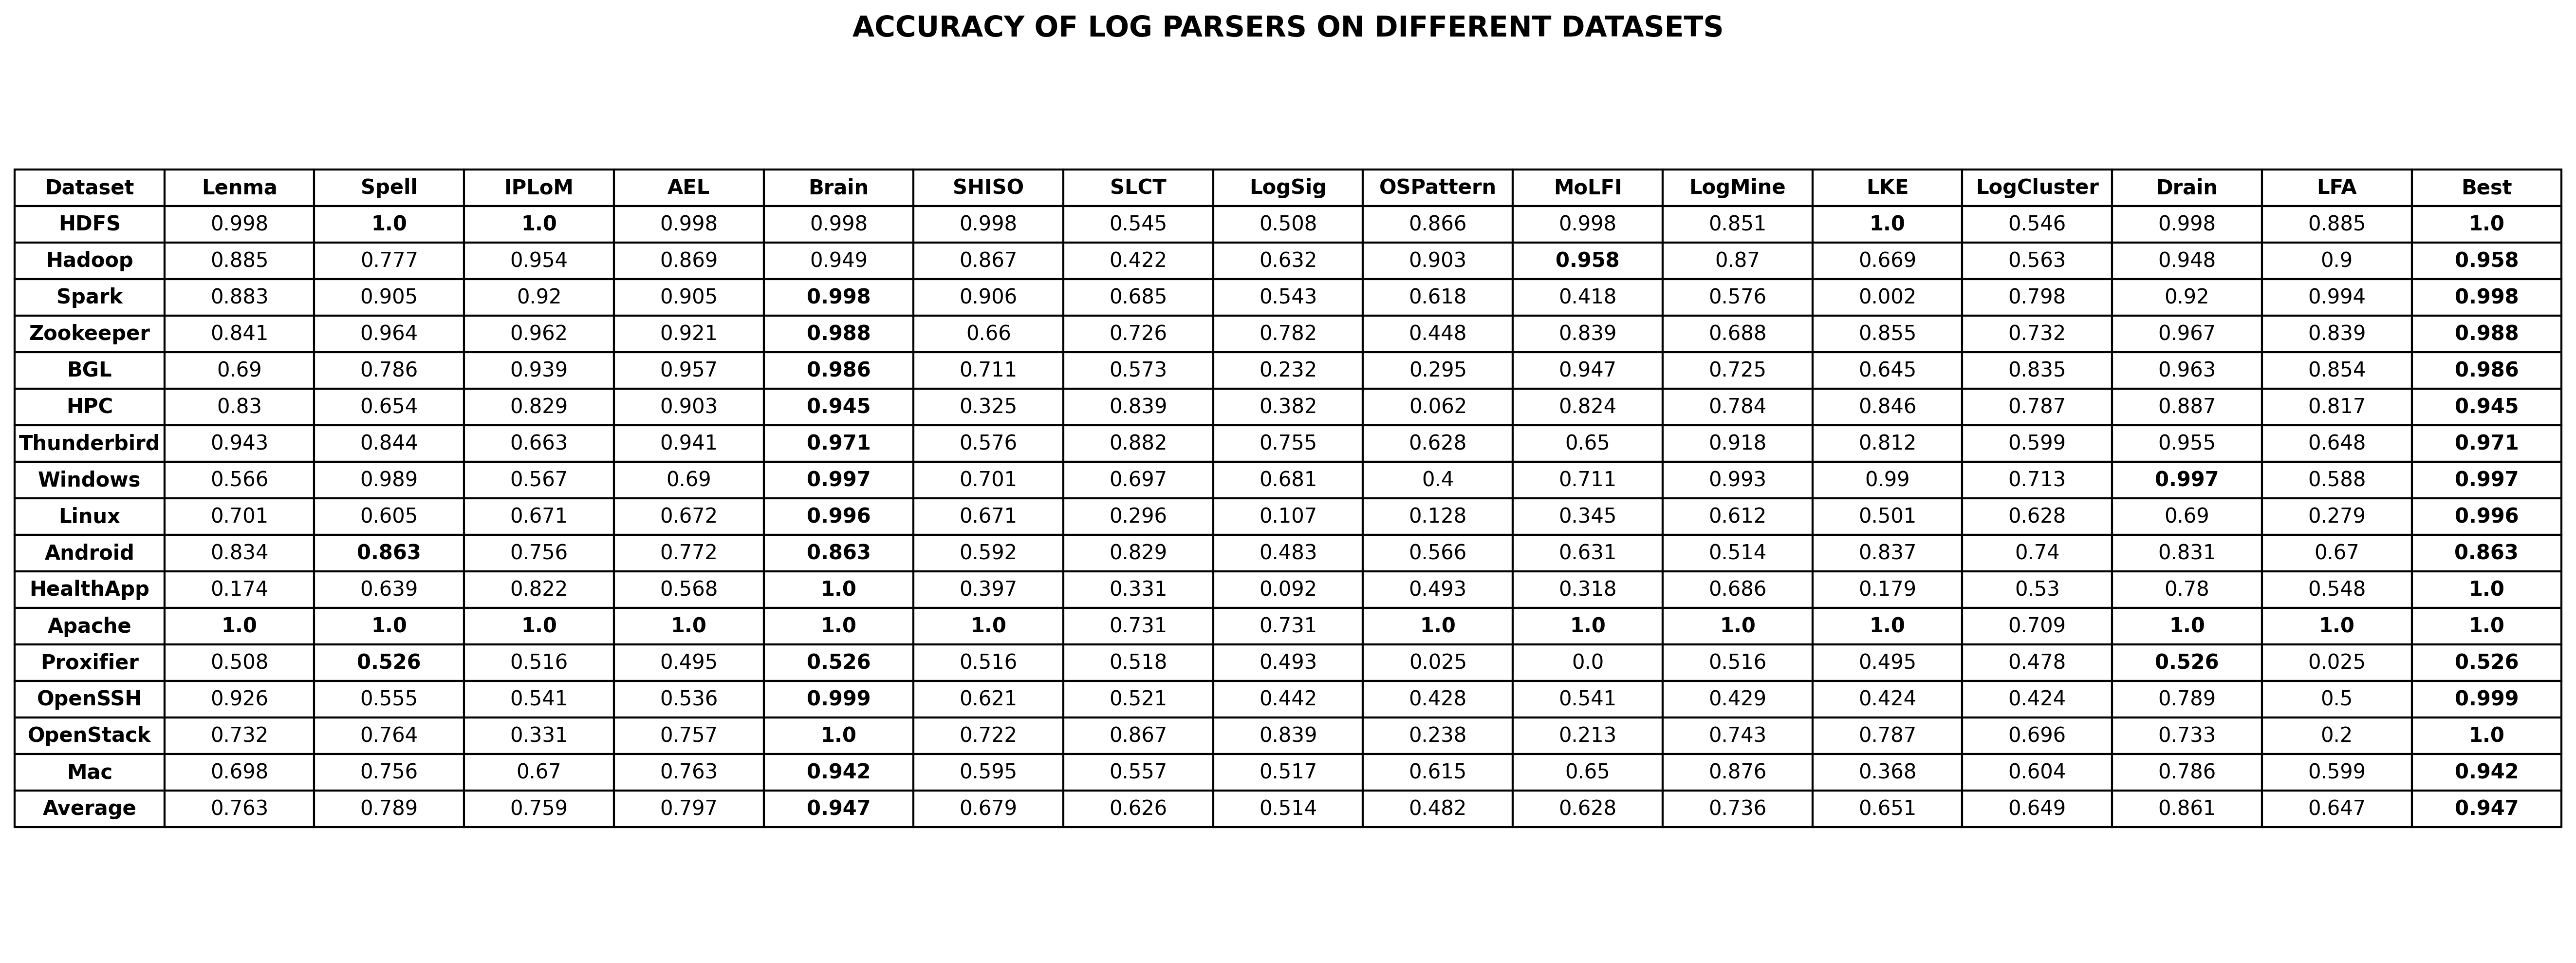 ACCURACY OF LOG PARSERS ON DIFFERENT DATASETS
Dataset Lenma Spell IPLoM AEL Brain SHISO SLCT LogSig OSPattern MoLFI LogMine LKE LogCluster Drain LFA Best
HDFS 0.998 1.0 1.0 0.998 0.998 0.998 0.545 0.508 0.866 0.998 0.851 1.0 0.546 0.998 0.885 1.0
Hadoop 0.885 0.777 0.954 0.869 0.949 0.867 0.422 0.632 0.903 0.958 0.87 0.669 0.563 0.948 0.9 0.958
Spark 0.883 0.905 0.92 0.905 0.998 0.906 0.685 0.543 0.618 0.418 0.576 0.002 0.798 0.92 0.994 0.998
Zookeeper 0.841 0.964 0.962 0.921 0.988 0.66 0.726 0.782 0.448 0.839 0.688 0.855 0.732 0.967 0.839 0.988
BGL 0.69 0.786 0.939 0.957 0.986 0.711 0.573 0.232 0.295 0.947 0.725 0.645 0.835 0.963 0.854 0.986
HPC 0.83 0.654 0.829 0.903 0.945 0.325 0.839 0.382 0.062 0.824 0.784 0.846 0.787 0.887 0.817 0.945
Thunderbird 0.943 0.844 0.663 0.941 0.971 0.576 0.882 0.755 0.628 0.65 0.918 0.812 0.599 0.955 0.648 0.971
Windows 0.566 0.989 0.567 0.69 0.997 0.701 0.697 0.681 0.4 0.711 0.993 0.99 0.713 0.997 0.588 0.997
Linux 0.701 0.605 0.671 0.672 0.996 0.671 0.296 0.107 0.128 0.345 0.612 0.501 0.628 0.69 0.279 0.996
Android 0.834 0.863 0.756 0.772 0.863 0.592 0.829 0.483 0.566 0.631 0.514 0.837 0.74 0.831 0.67 0.863
HealthApp 0.174 0.639 0.822 0.568 1.0 0.397 0.331 0.092 0.493 0.318 0.686 0.179 0.53 0.78 0.548 1.0
Apache 1.0 1.0 1.0 1.0 1.0 1.0 0.731 0.731 1.0 1.0 1.0 1.0 0.709 1.0 1.0 1.0
Proxifier 0.508 0.526 0.516 0.495 0.526 0.516 0.518 0.493 0.025 0.0 0.516 0.495 0.478 0.526 0.025 0.526
OpenSSH 0.926 0.555 0.541 0.536 0.999 0.621 0.521 0.442 0.428 0.541 0.429 0.424 0.424 0.789 0.5 0.999
OpenStack 0.732 0.764 0.331 0.757 1.0 0.722 0.867 0.839 0.238 0.213 0.743 0.787 0.696 0.733 0.2 1.0
Mac 0.698 0.756 0.67 0.763 0.942 0.595 0.557 0.517 0.615 0.65 0.876 0.368 0.604 0.786 0.599 0.942
Average 0.763 0.789 0.759 0.797 0.947 0.679 0.626 0.514 0.482 0.628 0.736 0.651 0.649 0.861 0.647 0.947